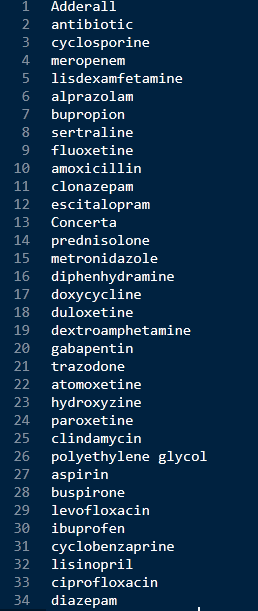 1 Adderall
2 antibiotic
3 cyclosporine
4 meropenem
5 lisdexamfetamine
6 alprazolam
7 bupropion
8 sertraline
9 fluoxetine
10 amoxicillin
11 clonazepam
12 escitalopram
13 Concerta
14 prednisolone
15 metronidazole
16 diphenhydramine
17 doxycycline
18 duloxetine
19 dextroamphetamine
20 gabapentin
21 trazodone
22 atomoxetine
23 hydroxyzine
24 paroxetine
25 clindamycin
26 polyethylene glycol
27 aspirin
28 buspirone
29 levofloxacin
30 ibuprofen
31 cyclobenzaprine
32 lisinopril
33 ciprofloxacin
34 diazepam